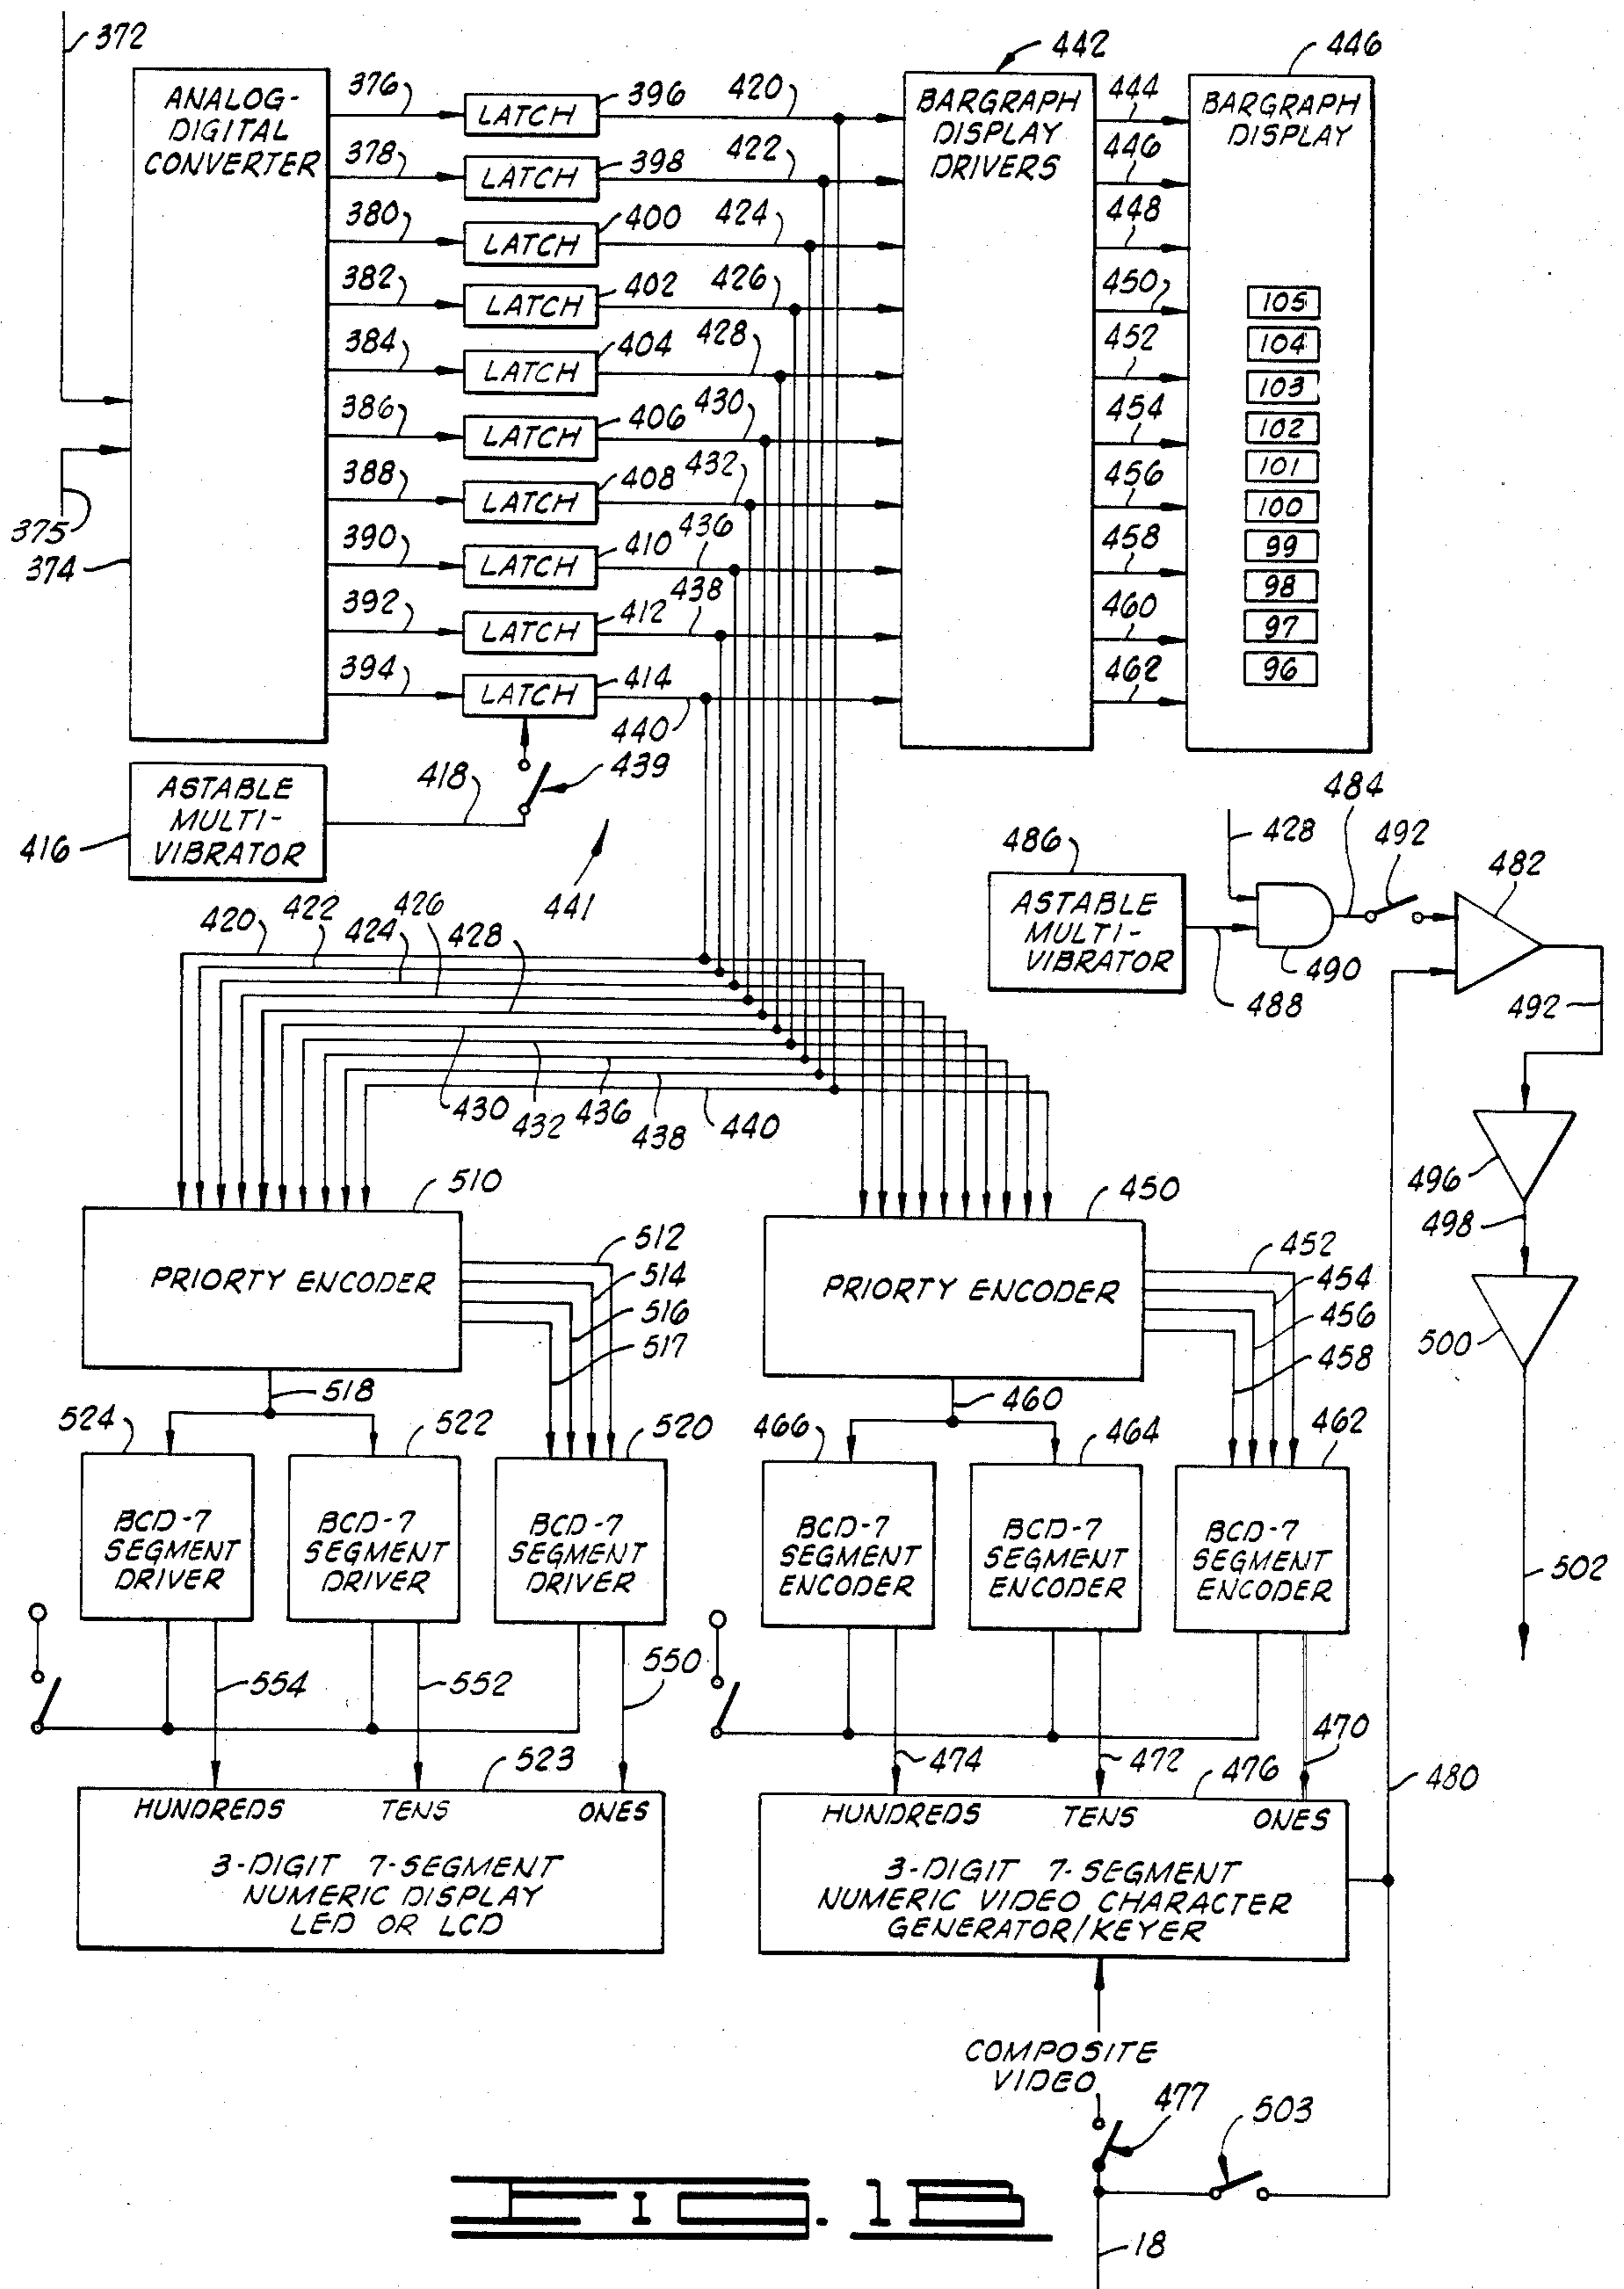 372
442
446
ANALOG-
DIGITAL
CONVERTER
376
LATCH
396
420
BARGRAPH
DISPLAY
DRIVERS
444
BARGRAPH
DISPLAY
378
LATCH
398
422
446
380
LATCH
400
424
448
382
LATCH
402
426
450
105
384
LATCH
404
428
452
104
103
386
LATCH
406
430
454
102
388
LATCH
408
432
456
101
100
375
374
390
LATCH
410
436
458
99
98
392
LATCH
412
438
460
97
394
LATCH
414
440
462
96
418
439
ASTABLE
MULTI-
VIBRATOR
416
441
484
428
492
482
486
ASTABLE
MULTI-
VIBRATOR
490
488
492
420
422
424
426
428
430
432
436
438
440
496
498
500
502
510
PRIORTY ENCODER
512
514
516
517
518
450
PRIORTY ENCODER
452
454
456
458
460
524
522
520
466
464
462
BCD-7
SEGMENT
DRIVER
BCD-7
SEGMENT
DRIVER
BCD-7
SEGMENT
DRIVER
BCD-7
SEGMENT
ENCODER
BCD-7
SEGMENT
ENCODER
BCD-7
SEGMENT
ENCODER
554
552
550
474
472
470
480
523
476
HUNDREDS TENS ONES
3-DIGIT 7-SEGMENT
NUMERIC DISPLAY
LED OR LCD
HUNDREDS TENS ONES
3-DIGIT 7-SEGMENT
NUMERIC VIDEO CHARACTER
GENERATOR/KEYER
COMPOSITE
VIDEO
477
503
18
FIG. 1B